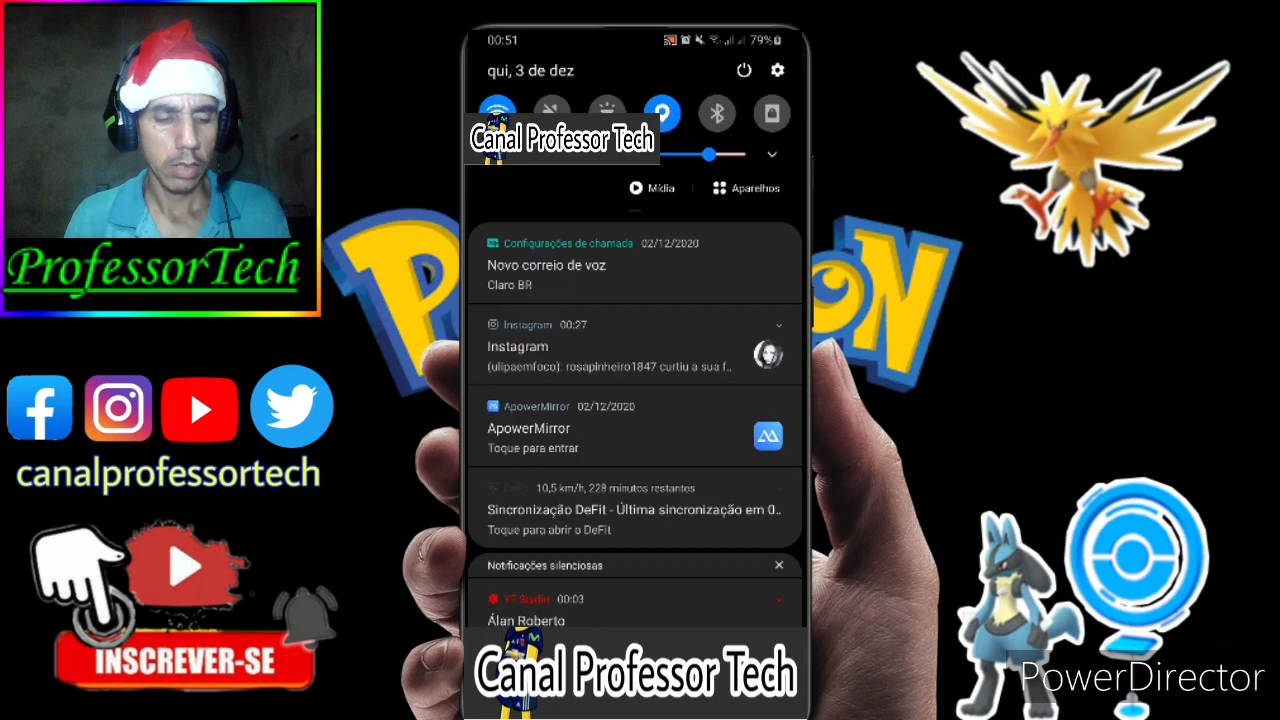 00:51
79%
qui, 3 de dez
Canal Professor Tech
Mídia
Aparelhos
Configurações de chamada 02/12/2020
Novo correio de voz
Claro BR
Instagram 00:27
Instagram
(ulipaemfoco): rosapinheiro1847 curtiu a sua f..
ApowerMirror 02/12/2020
ApowerMirror
Toque para entrar
DeFit 10,5 km/h, 228 minutos restantes
Sincronização DeFit - Última sincronização em 0..
Toque para abrir o DeFit
Notificações silenciosas
YT Studio 00:03
Álan Roberto
Canal Professor Tech
ProfessorTech
canalprofessortech
INSCREVER-SE
P
ON
PowerDirector